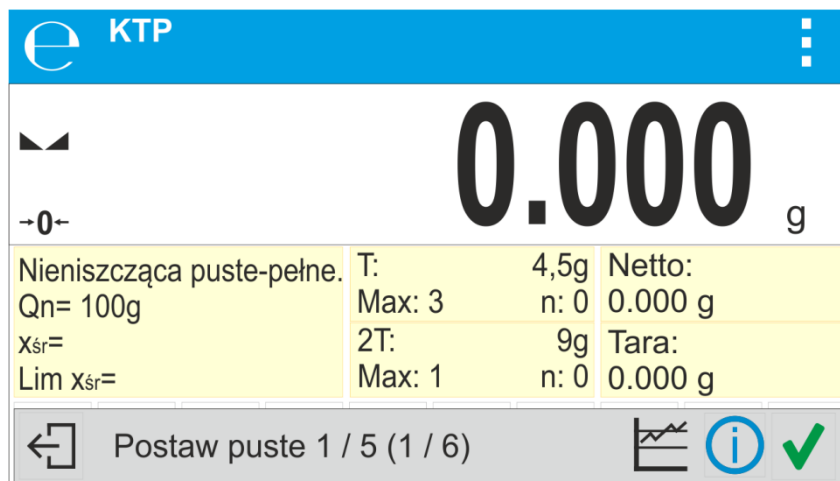 ℮ KTP
0.000 g
→0←
Nieniszcząca puste-pełne.
Qn= 100g
xśr=
Lim xśr=
T: 4,5g
Max: 3 n: 0
2T: 9g
Max: 1 n: 0
Netto:
0.000 g
Tara:
0.000 g
Postaw puste 1 / 5 (1 / 6)